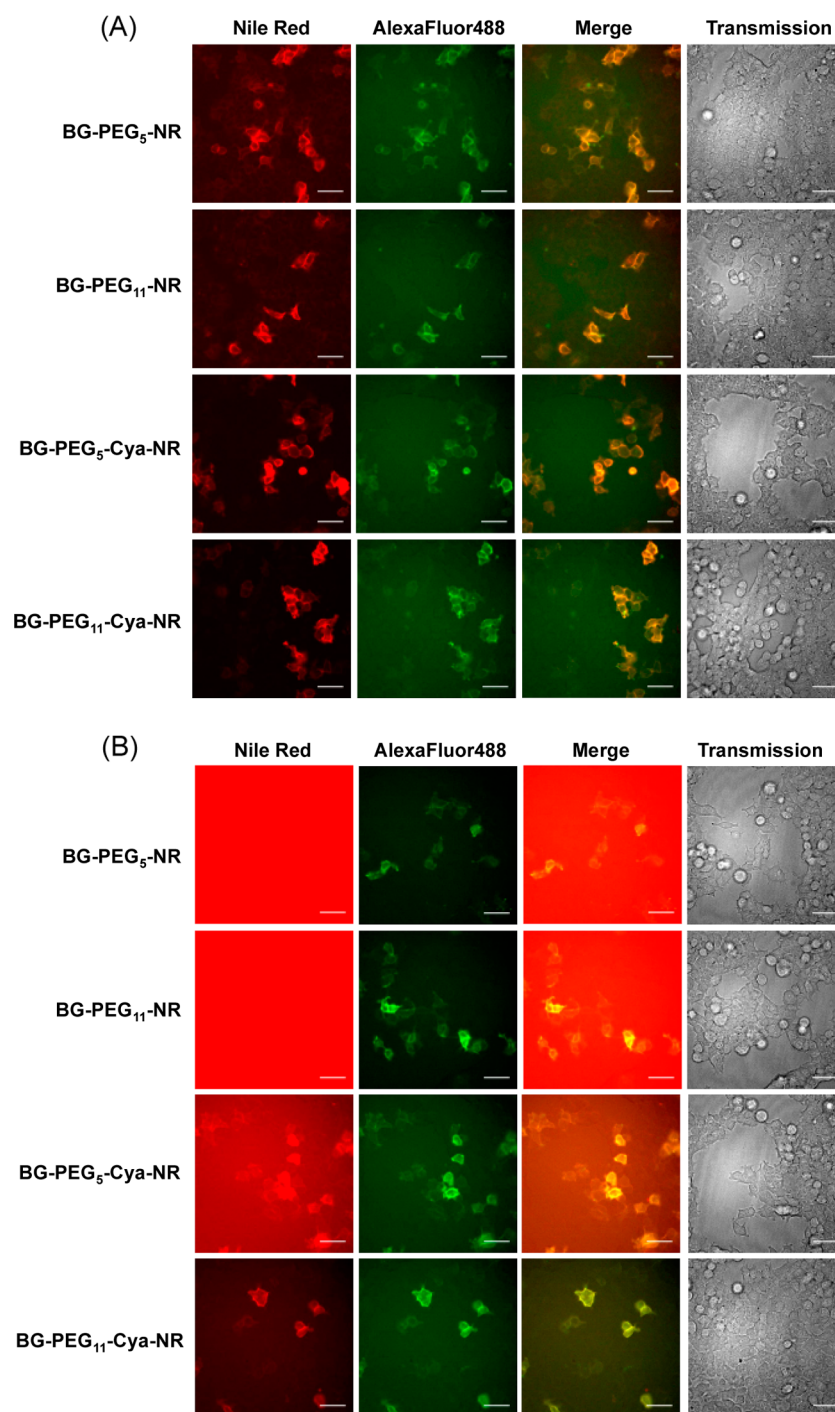 (A)
Nile Red AlexaFluor488 Merge Transmission
BG-PEG₅-NR
BG-PEG₁₁-NR
BG-PEG₅-Cya-NR
BG-PEG₁₁-Cya-NR
(B)
Nile Red AlexaFluor488 Merge Transmission
BG-PEG₅-NR
BG-PEG₁₁-NR
BG-PEG₅-Cya-NR
BG-PEG₁₁-Cya-NR